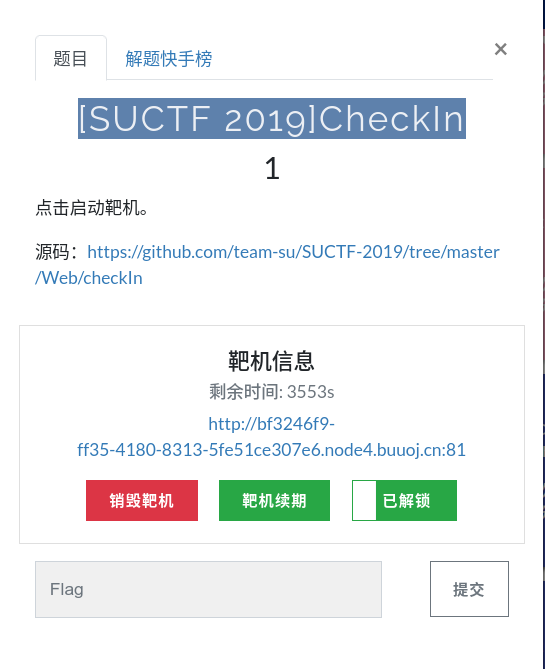 题目 解题快手榜 ×
[SUCTF 2019]CheckIn
1
点击启动靶机。
源码：https://github.com/team-su/SUCTF-2019/tree/master
/Web/checkIn
靶机信息
剩余时间: 3553s
http://bf3246f9-
ff35-4180-8313-5fe51ce307e6.node4.buuoj.cn:81
销毁靶机 靶机续期 已解锁
Flag 提交